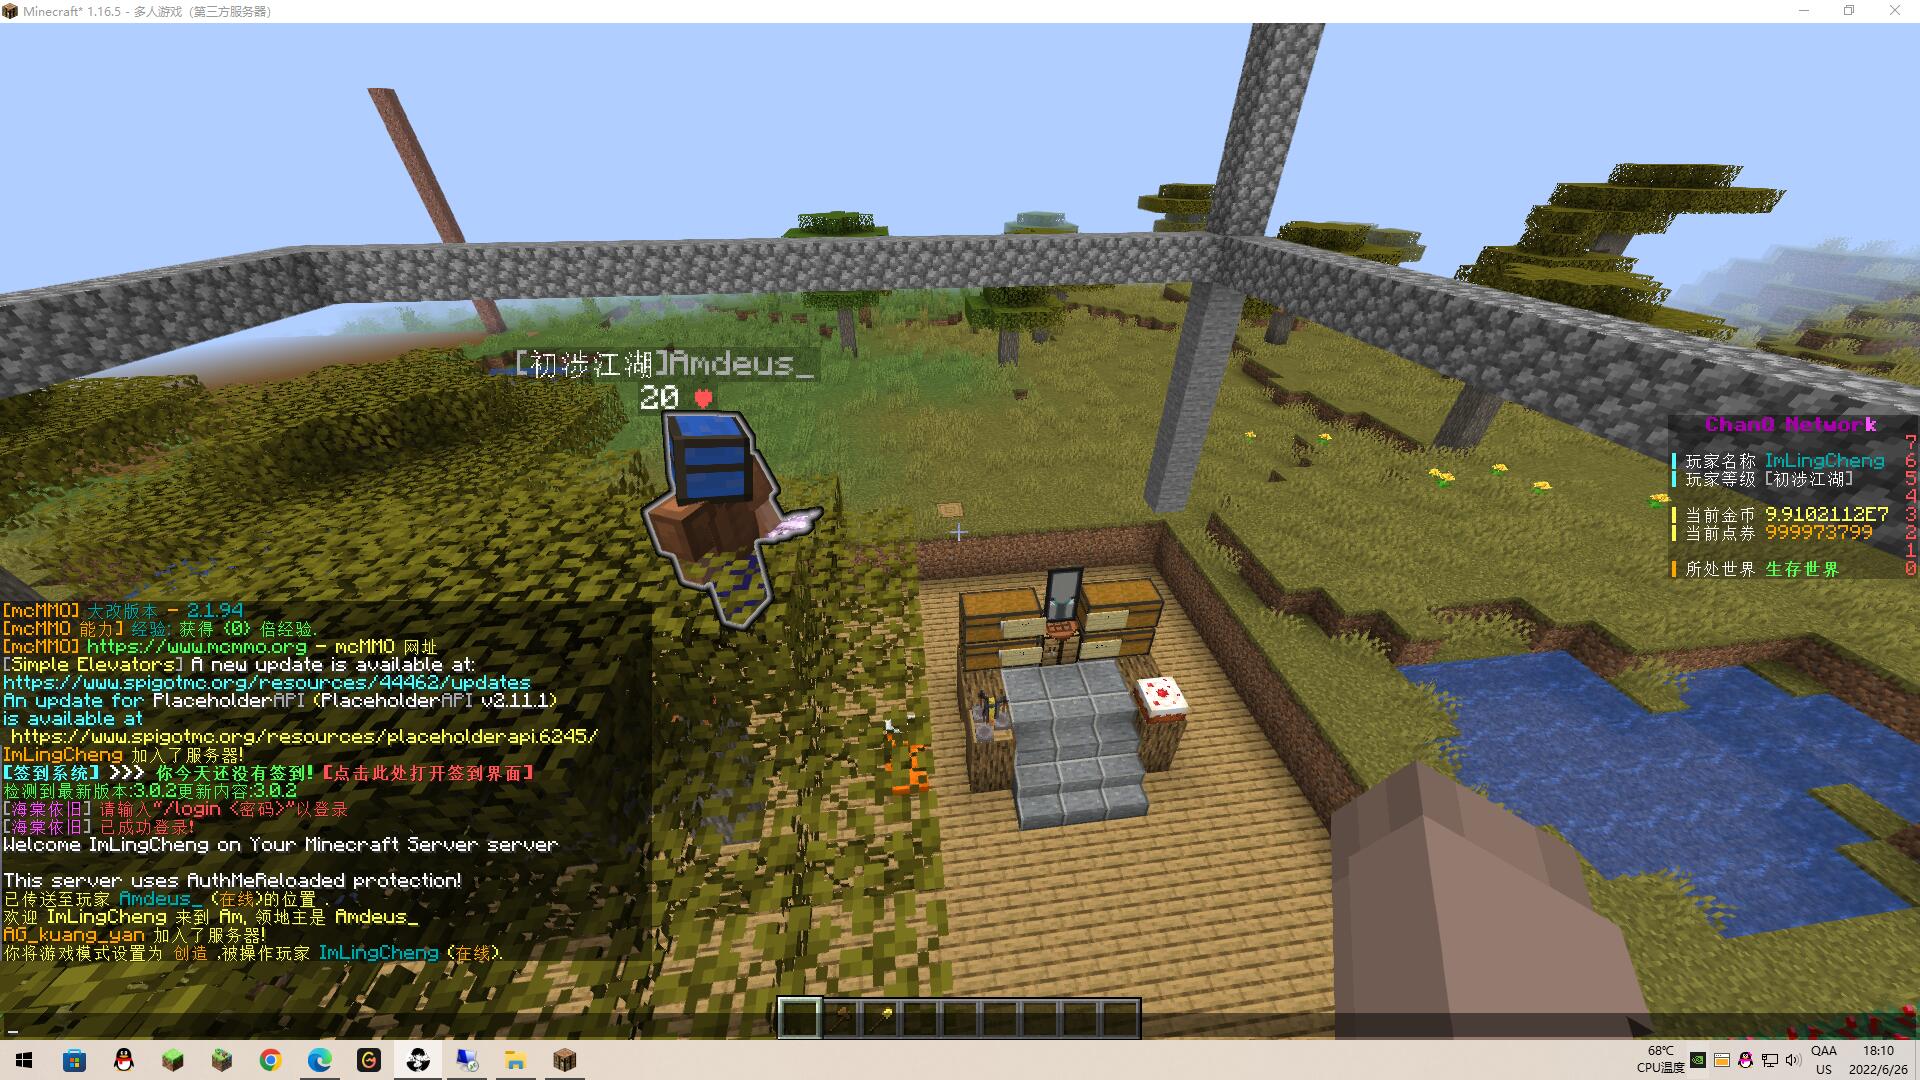 Minecraft* 1.16.5 - 多人游戏（第三方服务器）
[初涉江湖]Amdeus_
20
ChanQ Network
7
玩家名称 ImLingCheng 6
玩家等级 [初涉江湖] 5
4
当前金币 9.9102112E7 3
当前点券 999973799 2
1
所处世界 生存世界 0
[mcMMO] 大改版本 - 2.1.94
[mcMMO 能力] 经验: 获得 {0} 倍经验.
[mcMMO] https://www.mcmmo.org - mcMMO 网址
[Simple Elevators] A new update is available at:
https://www.spigotmc.org/resources/44462/updates
An update for PlaceholderAPI (PlaceholderAPI v2.11.1)
is available at
https://www.spigotmc.org/resources/placeholderapi.6245/
ImLingCheng 加入了服务器!
[签到系统] >>> 你今天还没有签到! [点击此处打开签到界面]
检测到最新版本:3.0.2更新内容:3.0.2
[海棠依旧] 请输入"/login <密码>"以登录
[海棠依旧] 已成功登录!
Welcome ImLingCheng on Your Minecraft Server server
This server uses AuthMeReloaded protection!
已传送至玩家 Amdeus_ (在线)的位置 .
欢迎 ImLingCheng 来到 Am, 领地主是 Amdeus_
AG_kuang_yan 加入了服务器!
你将游戏模式设置为 创造 ,被操作玩家 ImLingCheng (在线).
_
68℃
CPU温度
QAA
US
18:10
2022/6/26